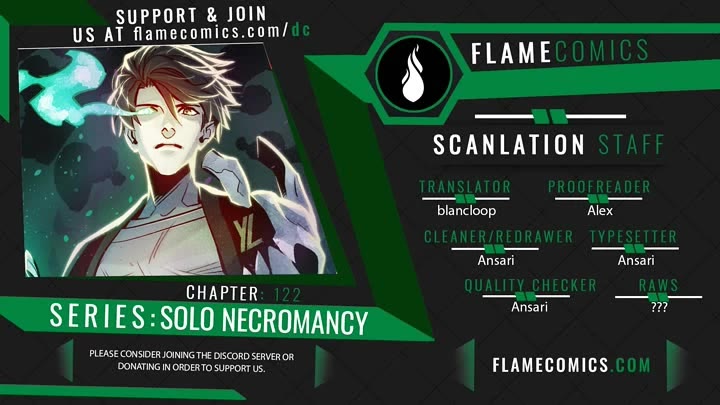 SUPPORT & JOIN
US AT flamecomics.com/dc
FLAMECOMICS
SCANLATION STAFF
TRANSLATOR
blancloop
PROOFREADER
Alex
CLEANER/REDRAWER
Ansari
TYPESETTER
Ansari
QUALITY CHECKER
Ansari
RAWS
???
YL
CHAPTER: 122
SERIES: SOLO NECROMANCY
PLEASE CONSIDER JOINING THE DISCORD SERVER OR
DONATING IN ORDER TO SUPPORT US.
FLAMECOMICS.COM